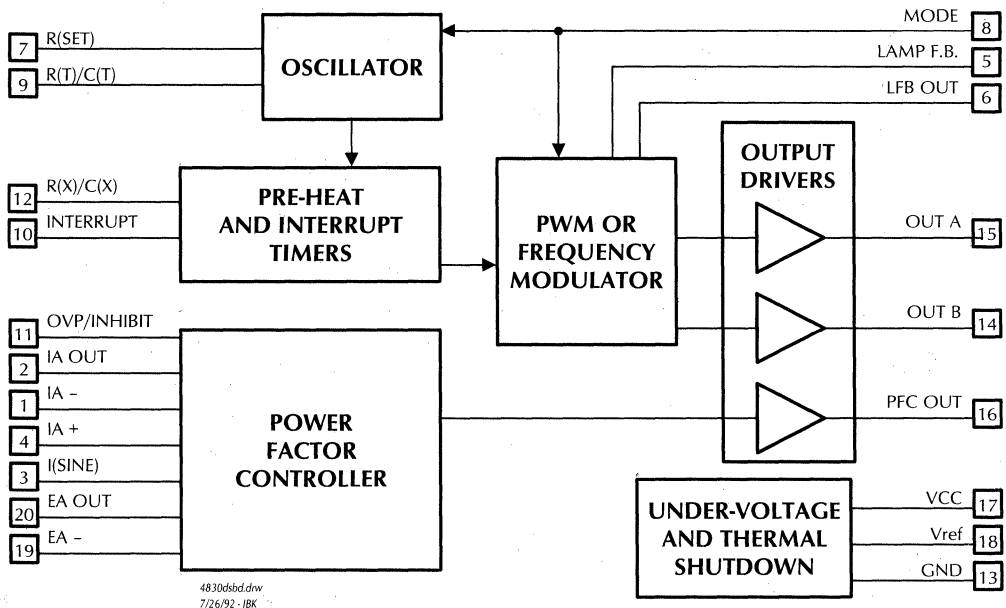 7 R(SET)
9 R(T)/C(T)
OSCILLATOR
MODE 8
LAMP F.B. 5
LFB OUT 6
12 R(X)/C(X)
10 INTERRUPT
PRE-HEAT
AND INTERRUPT
TIMERS
PWM OR
FREQUENCY
MODULATOR
OUTPUT
DRIVERS
OUT A 15
OUT B 14
PFC OUT 16
11 OVP/INHIBIT
2 IA OUT
1 IA –
4 IA +
3 I(SINE)
20 EA OUT
19 EA –
POWER
FACTOR
CONTROLLER
UNDER-VOLTAGE
AND THERMAL
SHUTDOWN
VCC 17
Vref 18
GND 13
4830dsbd.drw
7/26/92 - IBK